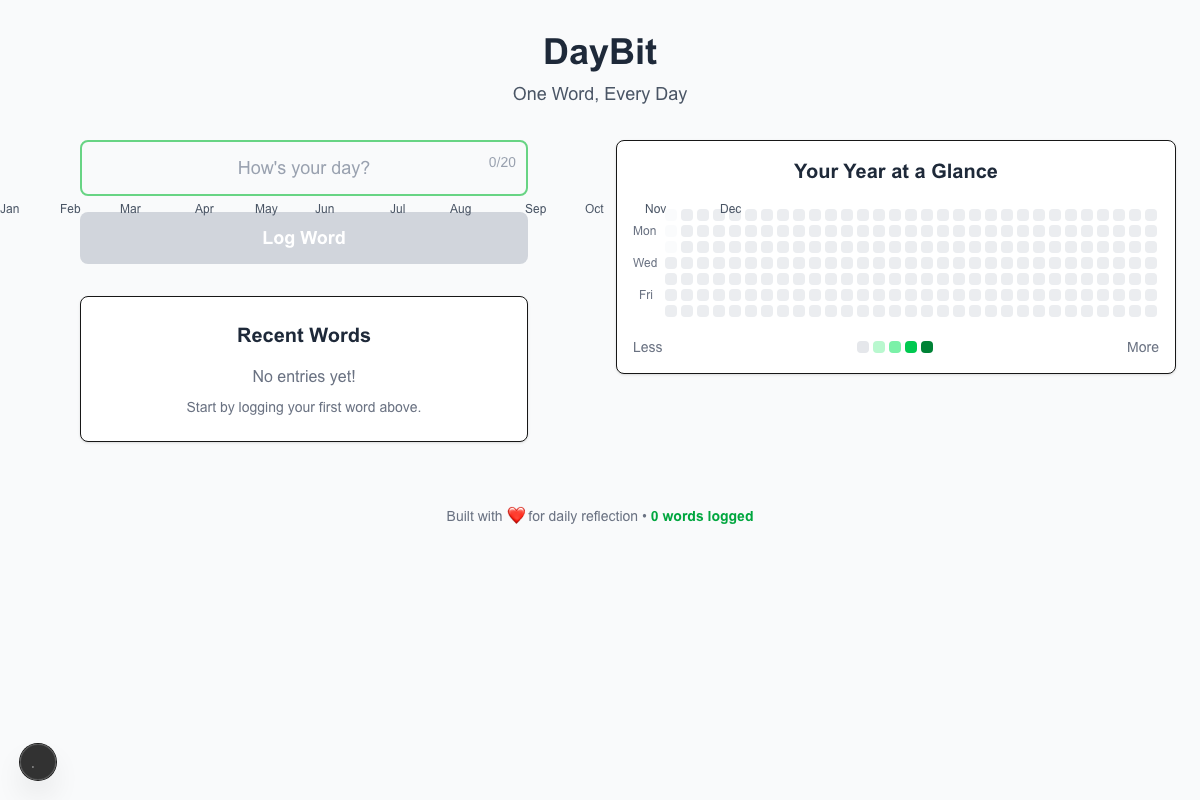 DayBit
One Word, Every Day
How's your day?
0/20
Jan Feb Mar Apr May Jun Jul Aug Sep Oct Nov Dec
Log Word
Recent Words
No entries yet!
Start by logging your first word above.
Your Year at a Glance
Mon
Wed
Fri
Less More
Built with ❤️ for daily reflection • 0 words logged